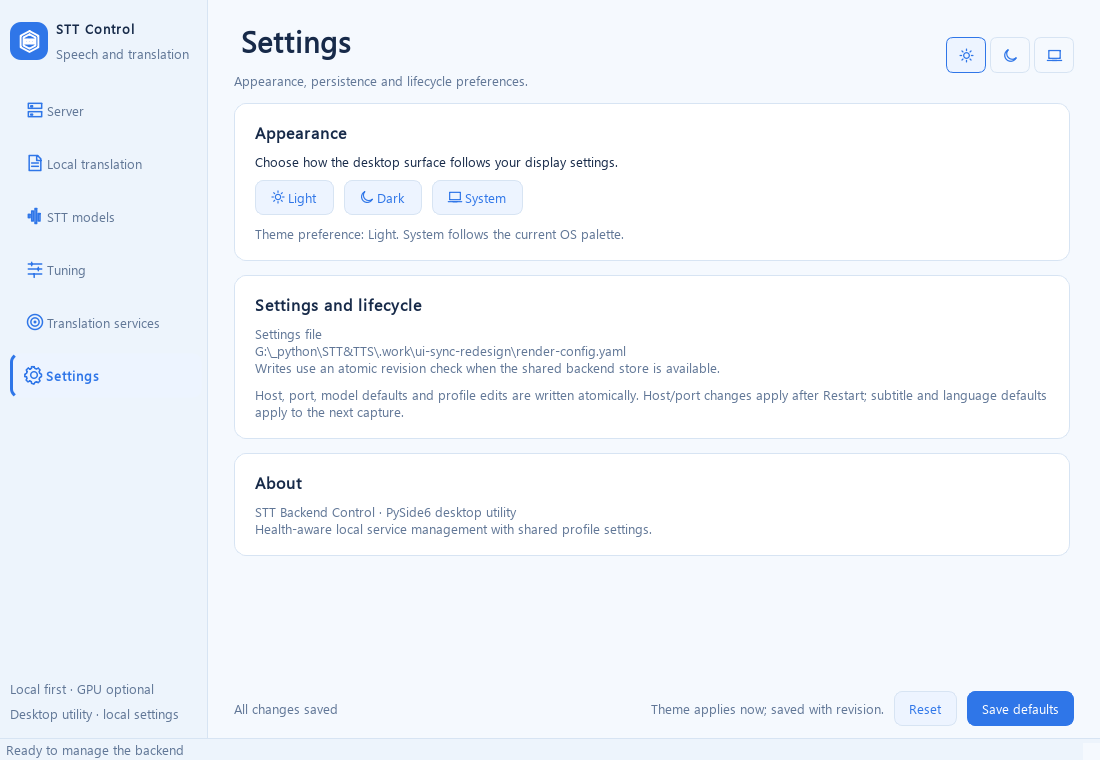 STT Control
Speech and translation
Server
Local translation
STT models
Tuning
Translation services
Settings
Local first · GPU optional
Desktop utility · local settings
Settings
Appearance, persistence and lifecycle preferences.
Appearance
Choose how the desktop surface follows your display settings.
Light
Dark
System
Theme preference: Light. System follows the current OS palette.
Settings and lifecycle
Settings file
G:\_python\STT&TTS\.work\ui-sync-redesign\render-config.yaml
Writes use an atomic revision check when the shared backend store is available.
Host, port, model defaults and profile edits are written atomically. Host/port changes apply after Restart; subtitle and language defaults
apply to the next capture.
About
STT Backend Control · PySide6 desktop utility
Health-aware local service management with shared profile settings.
All changes saved
Theme applies now; saved with revision.
Reset
Save defaults
Ready to manage the backend